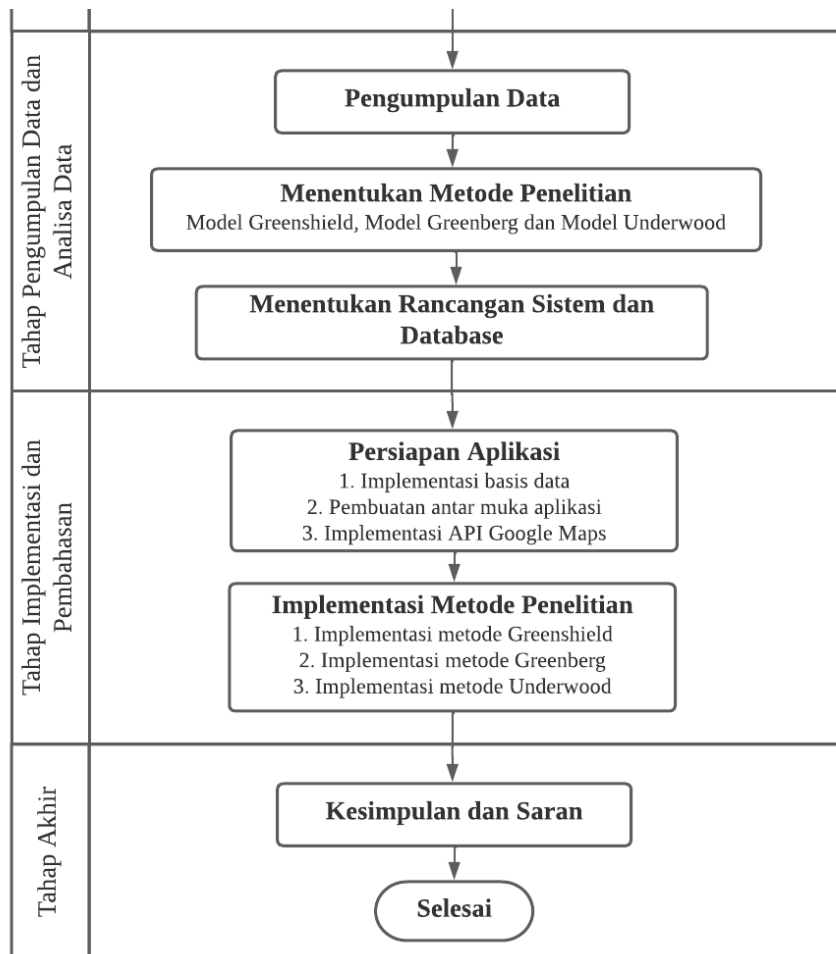 Tahap Pengumpulan Data dan
Analisa Data
Pengumpulan Data
Menentukan Metode Penelitian
Model Greenshield, Model Greenberg dan Model Underwood
Menentukan Rancangan Sistem dan
Database
Tahap Implementasi dan
Pembahasan
Persiapan Aplikasi
1. Implementasi basis data
2. Pembuatan antar muka aplikasi
3. Implementasi API Google Maps
Implementasi Metode Penelitian
1. Implementasi metode Greenshield
2. Implementasi metode Greenberg
3. Implementasi metode Underwood
Tahap Akhir
Kesimpulan dan Saran
Selesai